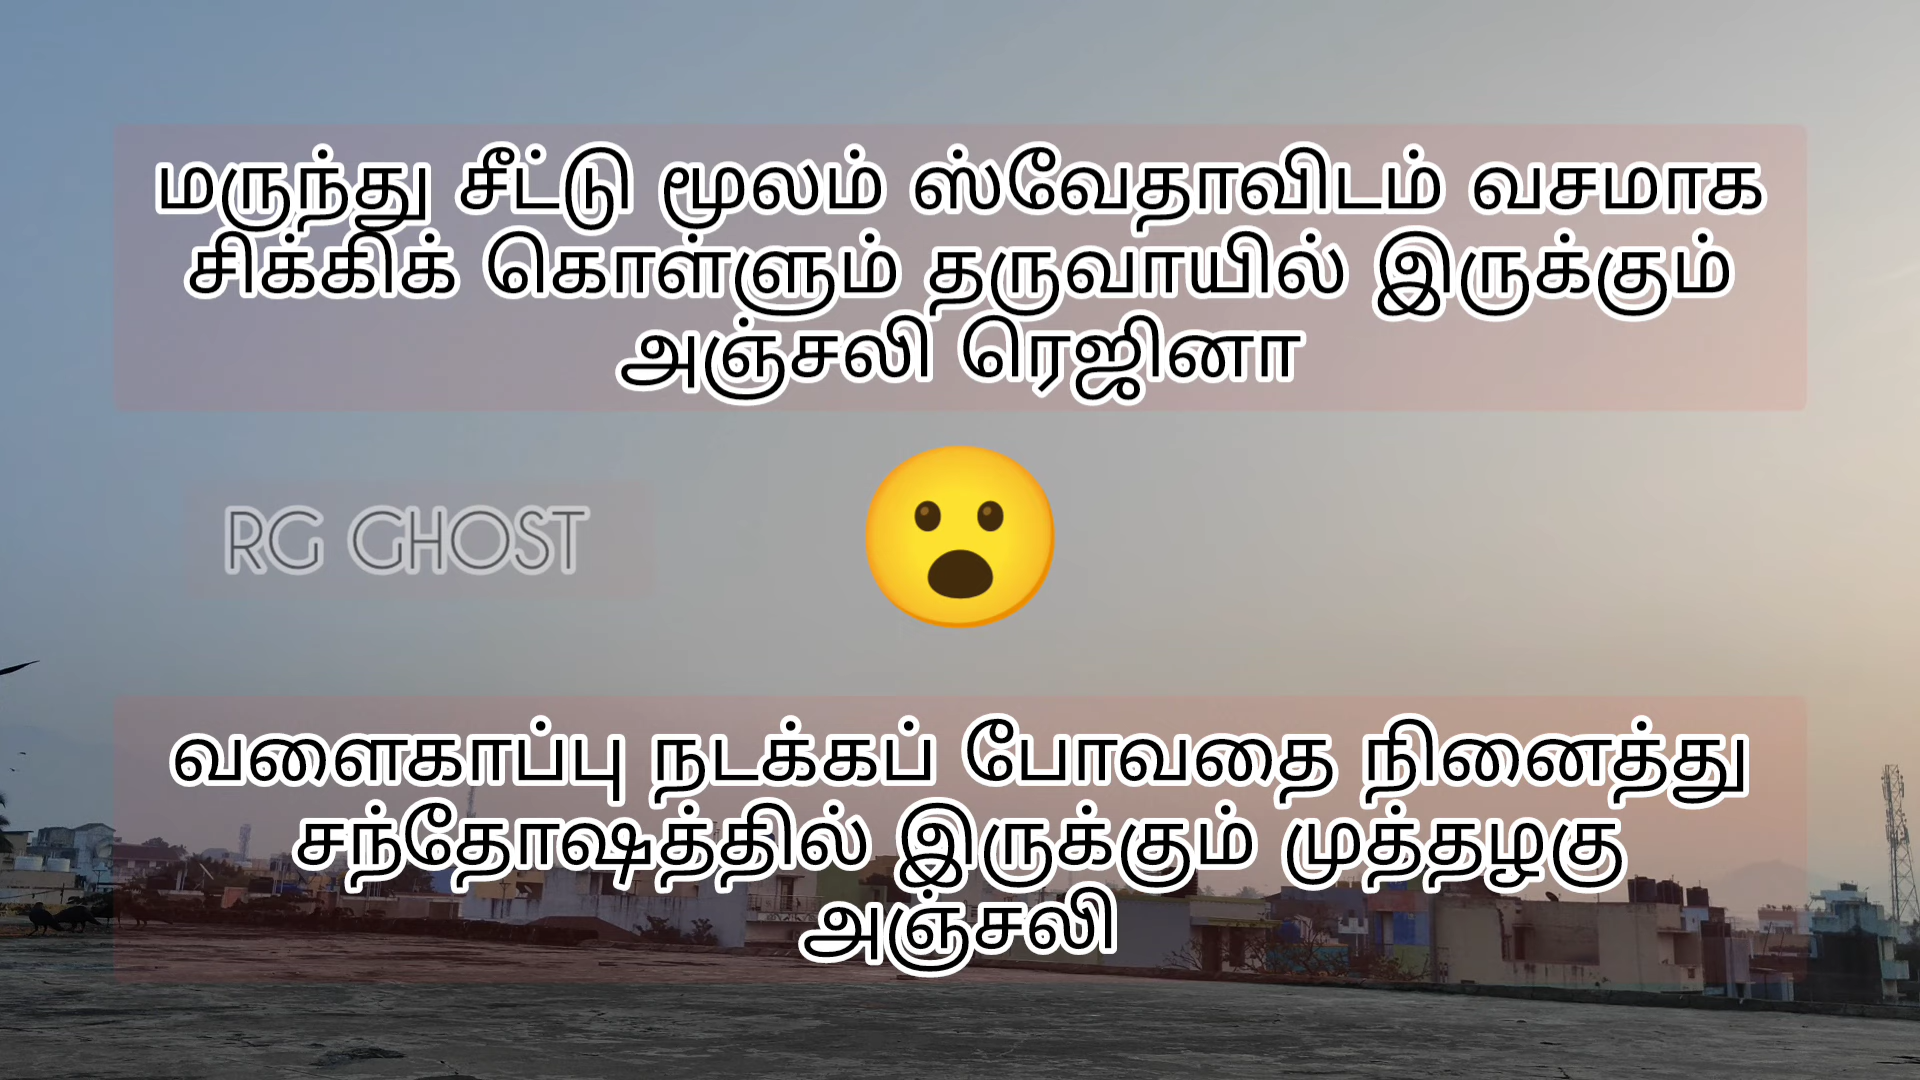 மருந்து சீட்டு மூலம் ஸ்வேதாவிடம் வசமாக
சிக்கிக் கொள்ளும் தருவாயில் இருக்கும்
அஞ்சலி ரெஜினா
RG GHOST
வளைகாப்பு நடக்கப் போவதை நினைத்து
சந்தோஷத்தில் இருக்கும் முத்தழகு
அஞ்சலி